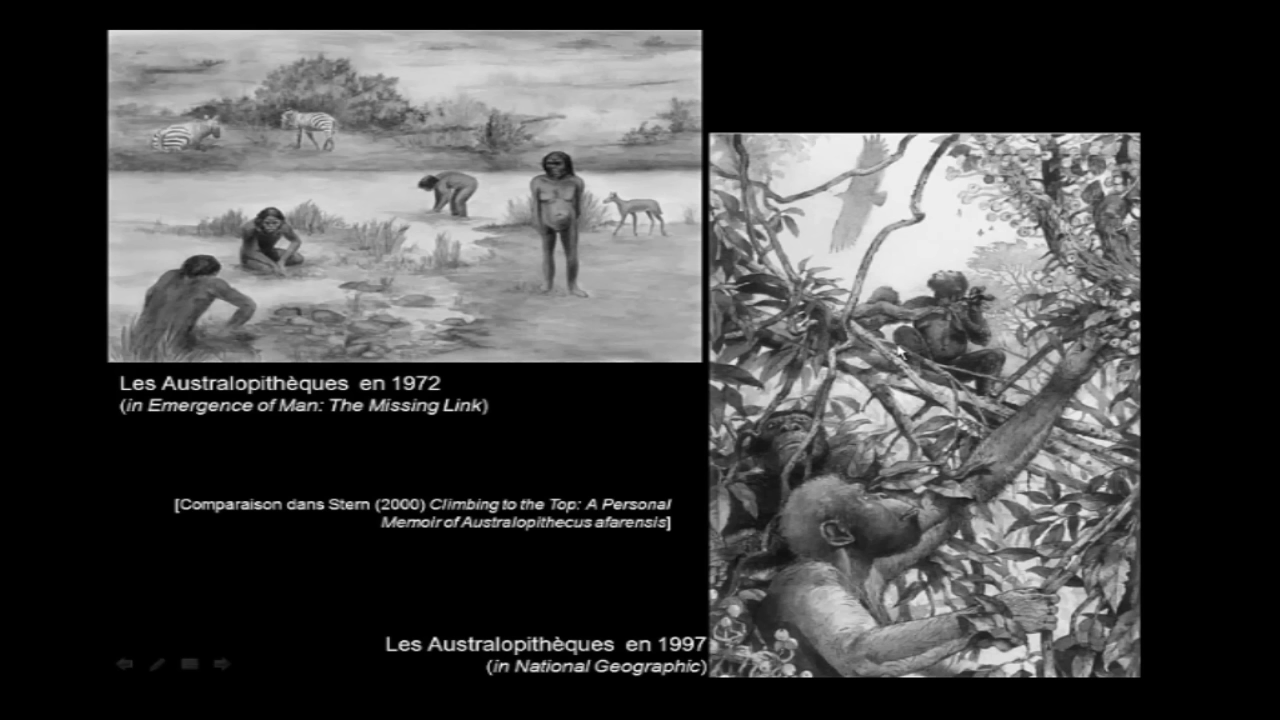 Les Australopithèques en 1972
(in Emergence of Man: The Missing Link)
[Comparaison dans Stern (2000) Climbing to the Top: A Personal
Memoir of Australopithecus afarensis]
Les Australopithèques en 1997
(in National Geographic)